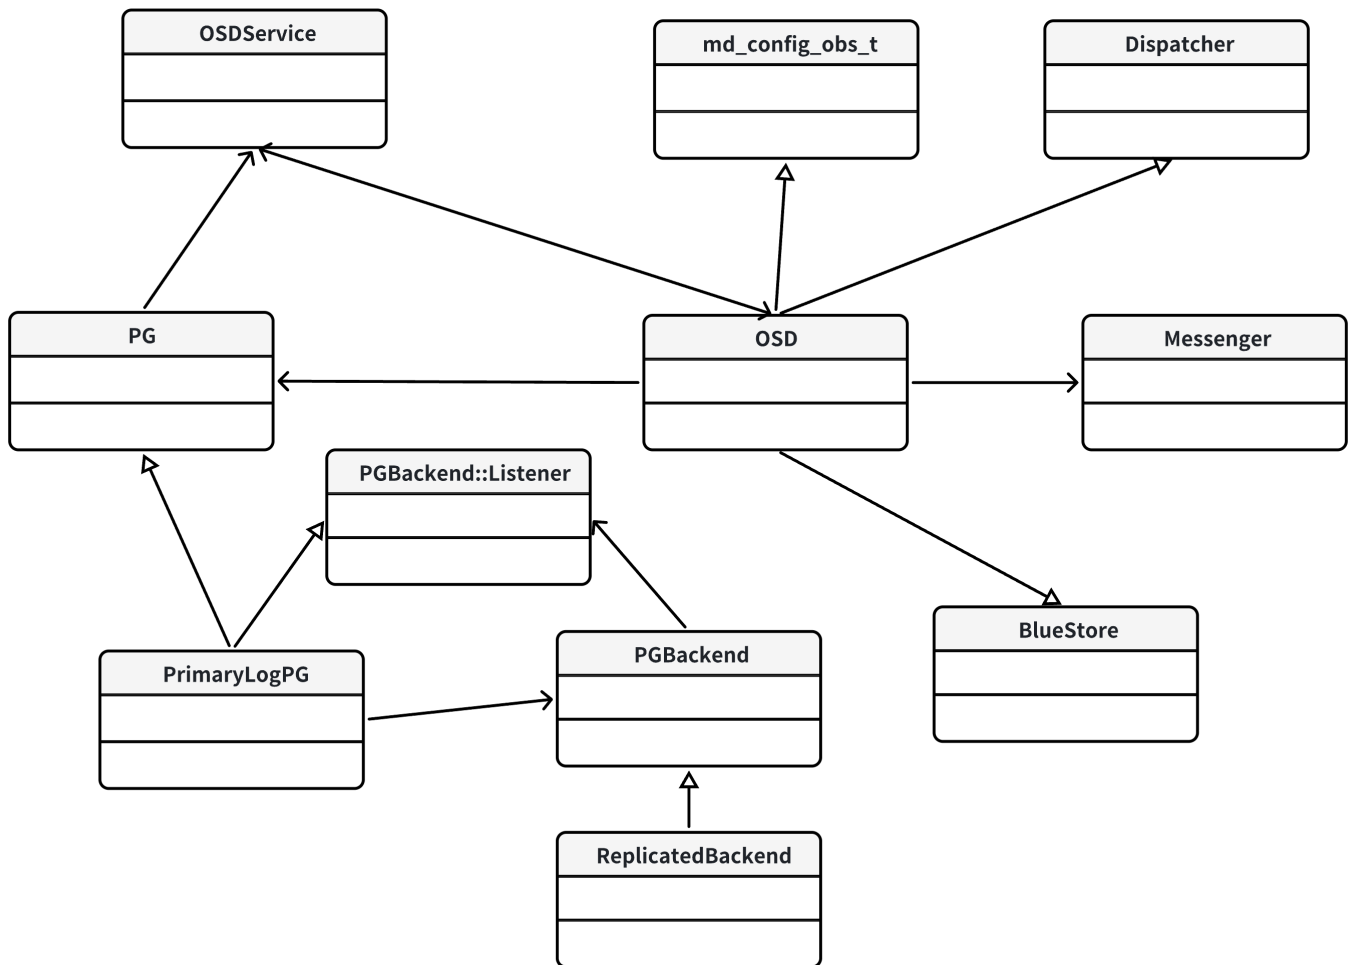 OSDService
md_config_obs_t
Dispatcher
PG
OSD
Messenger
PGBackend::Listener
BlueStore
PGBackend
PrimaryLogPG
ReplicatedBackend